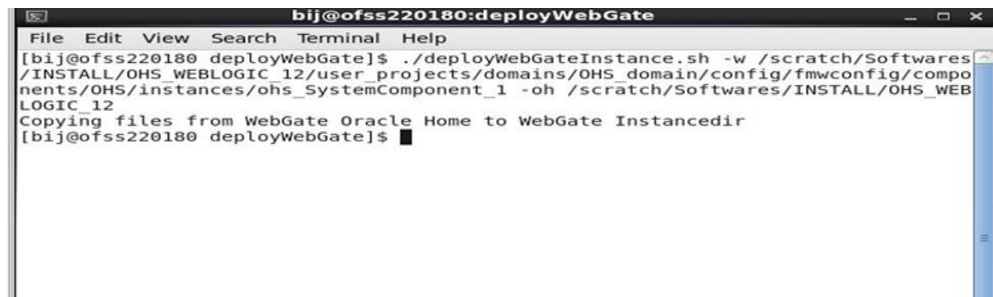 bij@ofss220180:deployWebGate
File Edit View Search Terminal Help
[bij@ofss220180 deployWebGate]$ ./deployWebGateInstance.sh -w /scratch/Softwares
/INSTALL/OHS_WEBLOGIC_12/user_projects/domains/OHS_domain/config/fmwconfig/compo
nents/OHS/instances/ohs_SystemComponent_1 -oh /scratch/Softwares/INSTALL/OHS_WEB
LOGIC_12
Copying files from WebGate Oracle Home to WebGate Instancedir
[bij@ofss220180 deployWebGate]$